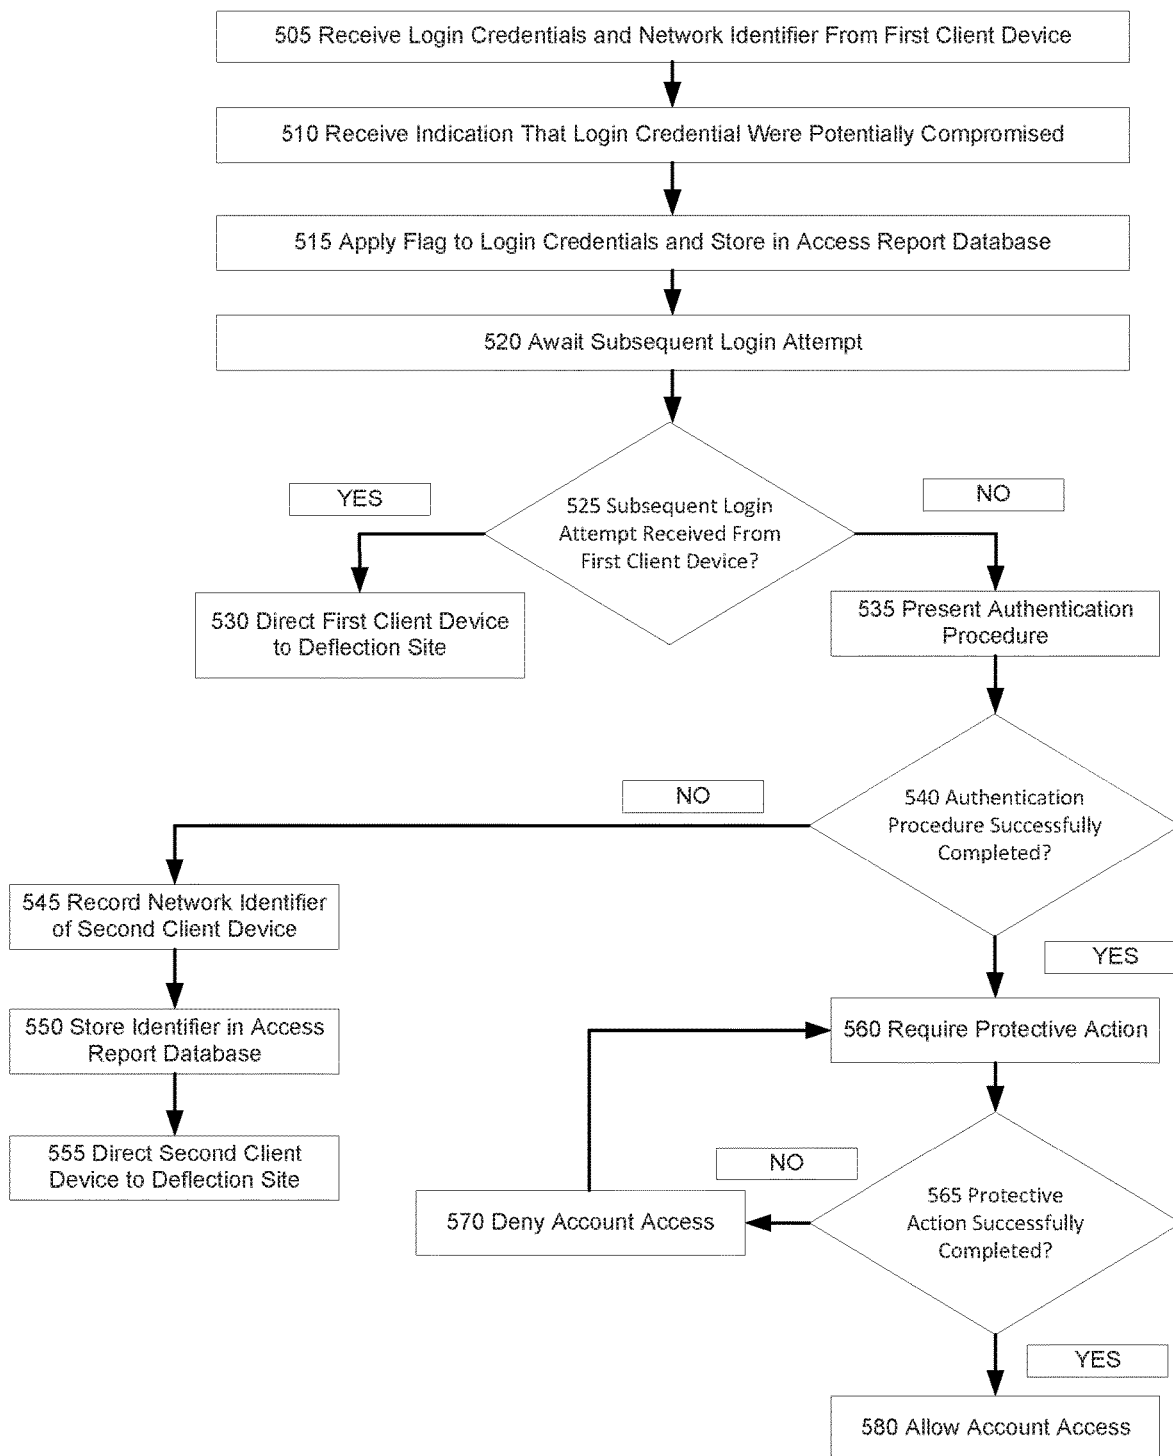 505 Receive Login Credentials and Network Identifier From First Client Device
510 Receive Indication That Login Credential Were Potentially Compromised
515 Apply Flag to Login Credentials and Store in Access Report Database
520 Await Subsequent Login Attempt
YES
NO
525 Subsequent Login
Attempt Received From
First Client Device?
530 Direct First Client Device
to Deflection Site
535 Present Authentication
Procedure
NO
540 Authentication
Procedure Successfully
Completed?
545 Record Network Identifier
of Second Client Device
YES
550 Store Identifier in Access
Report Database
560 Require Protective Action
555 Direct Second Client
Device to Deflection Site
NO
565 Protective
Action Successfully
Completed?
570 Deny Account Access
YES
580 Allow Account Access